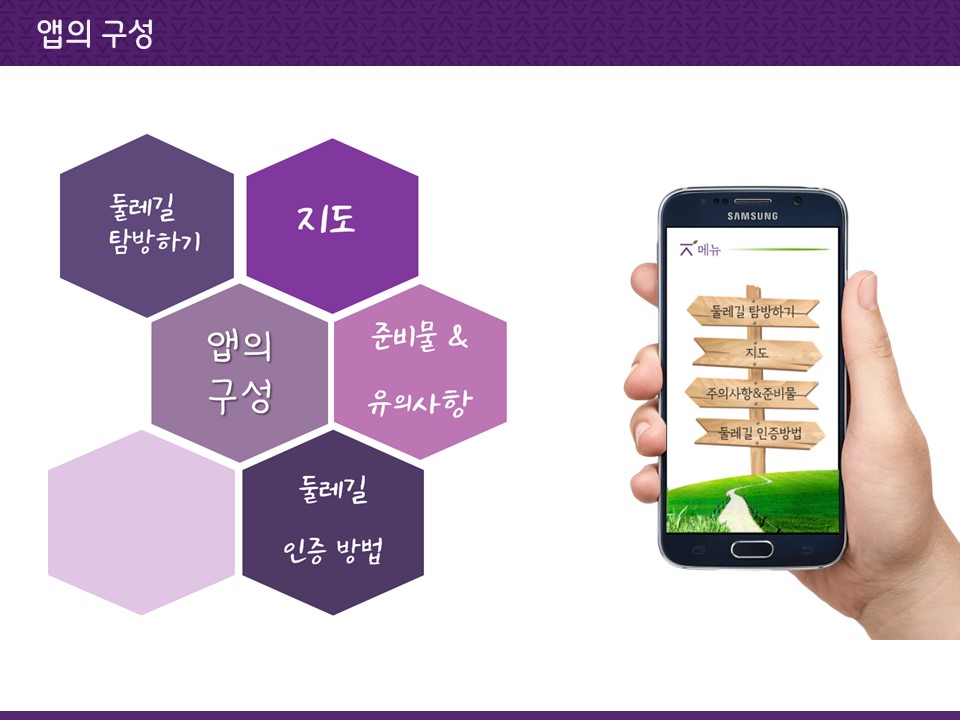 앱의 구성
둘레길
탐방하기
지도
앱의
구성
준비물 &
유의사항
둘레길
인증 방법
SAMSUNG
메뉴
둘레길 탐방하기
지도
주의사항&준비물
둘레길 인증방법